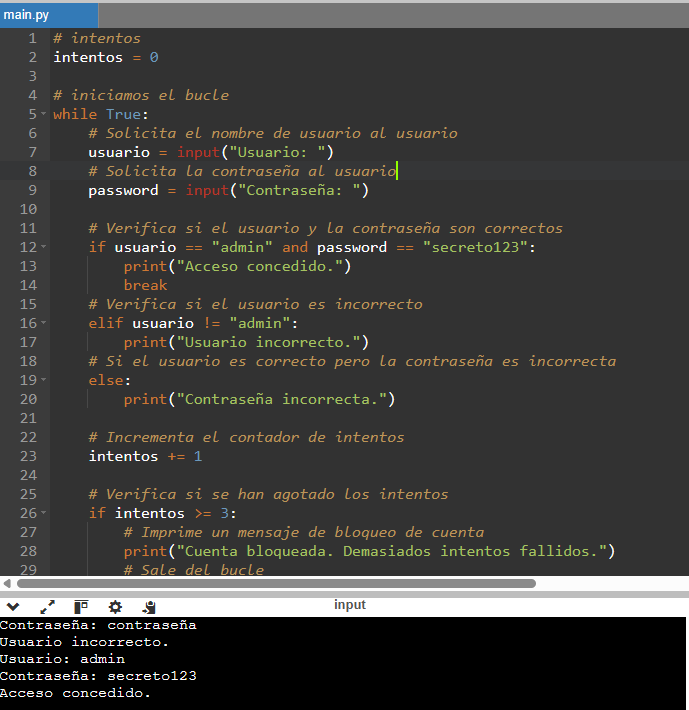 main.py
1 # intentos
2 intentos = 0
3
4 # iniciamos el bucle
5 while True:
6 # Solicita el nombre de usuario al usuario
7 usuario = input("Usuario: ")
8 # Solicita la contraseña al usuario
9 password = input("Contraseña: ")
10
11 # Verifica si el usuario y la contraseña son correctos
12 if usuario == "admin" and password == "secreto123":
13 print("Acceso concedido.")
14 break
15 # Verifica si el usuario es incorrecto
16 elif usuario != "admin":
17 print("Usuario incorrecto.")
18 # Si el usuario es correcto pero la contraseña es incorrecta
19 else:
20 print("Contraseña incorrecta.")
21
22 # Incrementa el contador de intentos
23 intentos += 1
24
25 # Verifica si se han agotado los intentos
26 if intentos >= 3:
27 # Imprime un mensaje de bloqueo de cuenta
28 print("Cuenta bloqueada. Demasiados intentos fallidos.")
29 # Sale del bucle
input
Contraseña: contraseña
Usuario incorrecto.
Usuario: admin
Contraseña: secreto123
Acceso concedido.